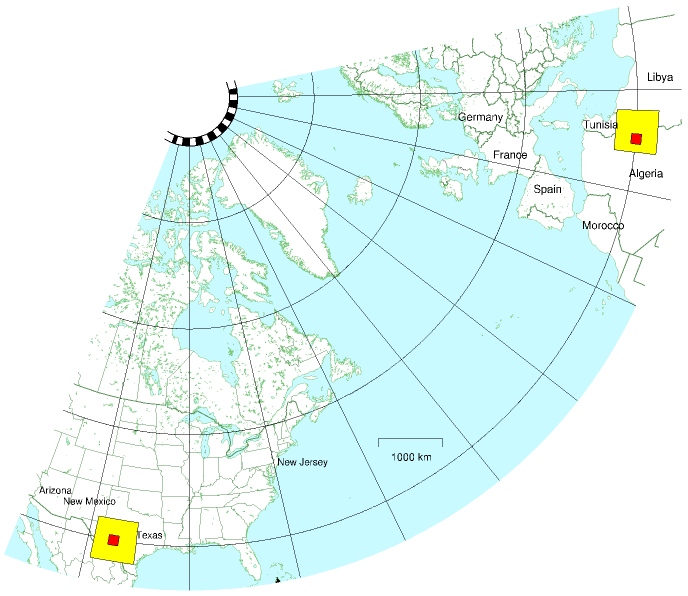 Libya
Germany
Tunisia
France
Algeria
Spain
Morocco
1000 km
New Jersey
Arizona
New Mexico
Texas